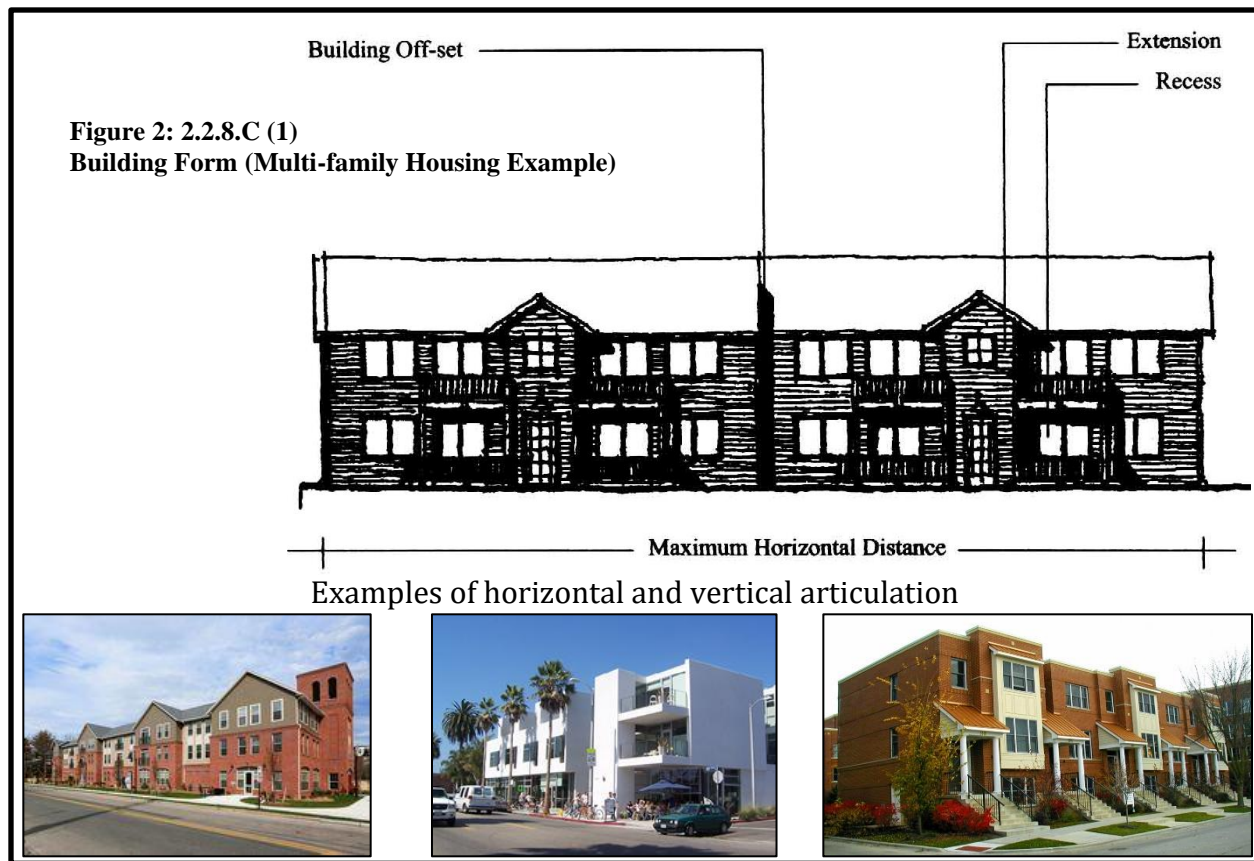 Building Off-set
Extension
Recess
Figure 2: 2.2.8.C (1)
Building Form (Multi-family Housing Example)
Maximum Horizontal Distance
Examples of horizontal and vertical articulation